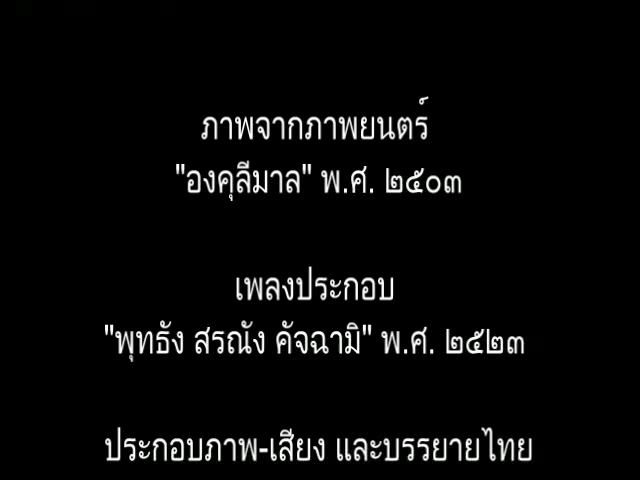 ภาพจากภาพยนตร์
"องคุลีมาล" พ.ศ. ๒๕๐๓
เพลงประกอบ
"พุทธัง สรณัง คัจฉามิ" พ.ศ. ๒๕๒๓
ประกอบภาพ-เสียง และบรรยายไทย